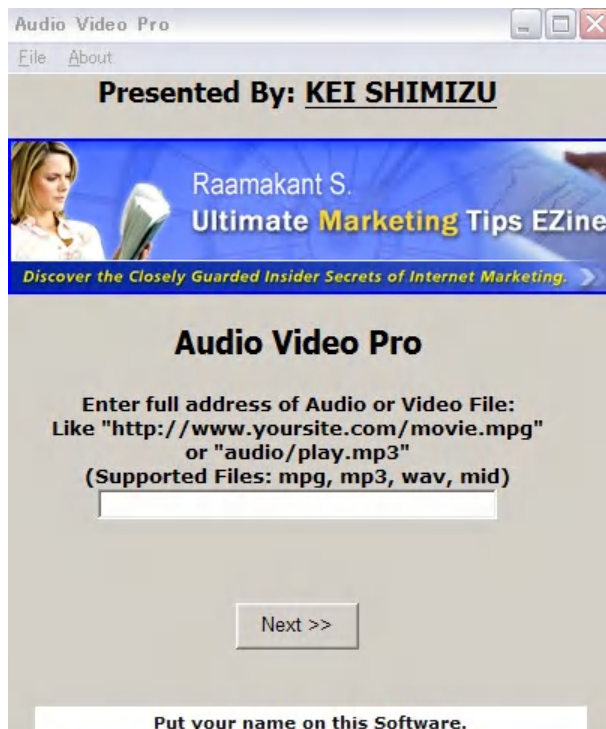 Audio Video Pro
File About
Presented By: KEI SHIMIZU
Raamakant S.
Ultimate Marketing Tips EZine
Discover the Closely Guarded Insider Secrets of Internet Marketing.
Audio Video Pro
Enter full address of Audio or Video File:
Like "http://www.yoursite.com/movie.mpg"
or "audio/play.mp3"
(Supported Files: mpg, mp3, wav, mid)
Next >>
Put your name on this Software.